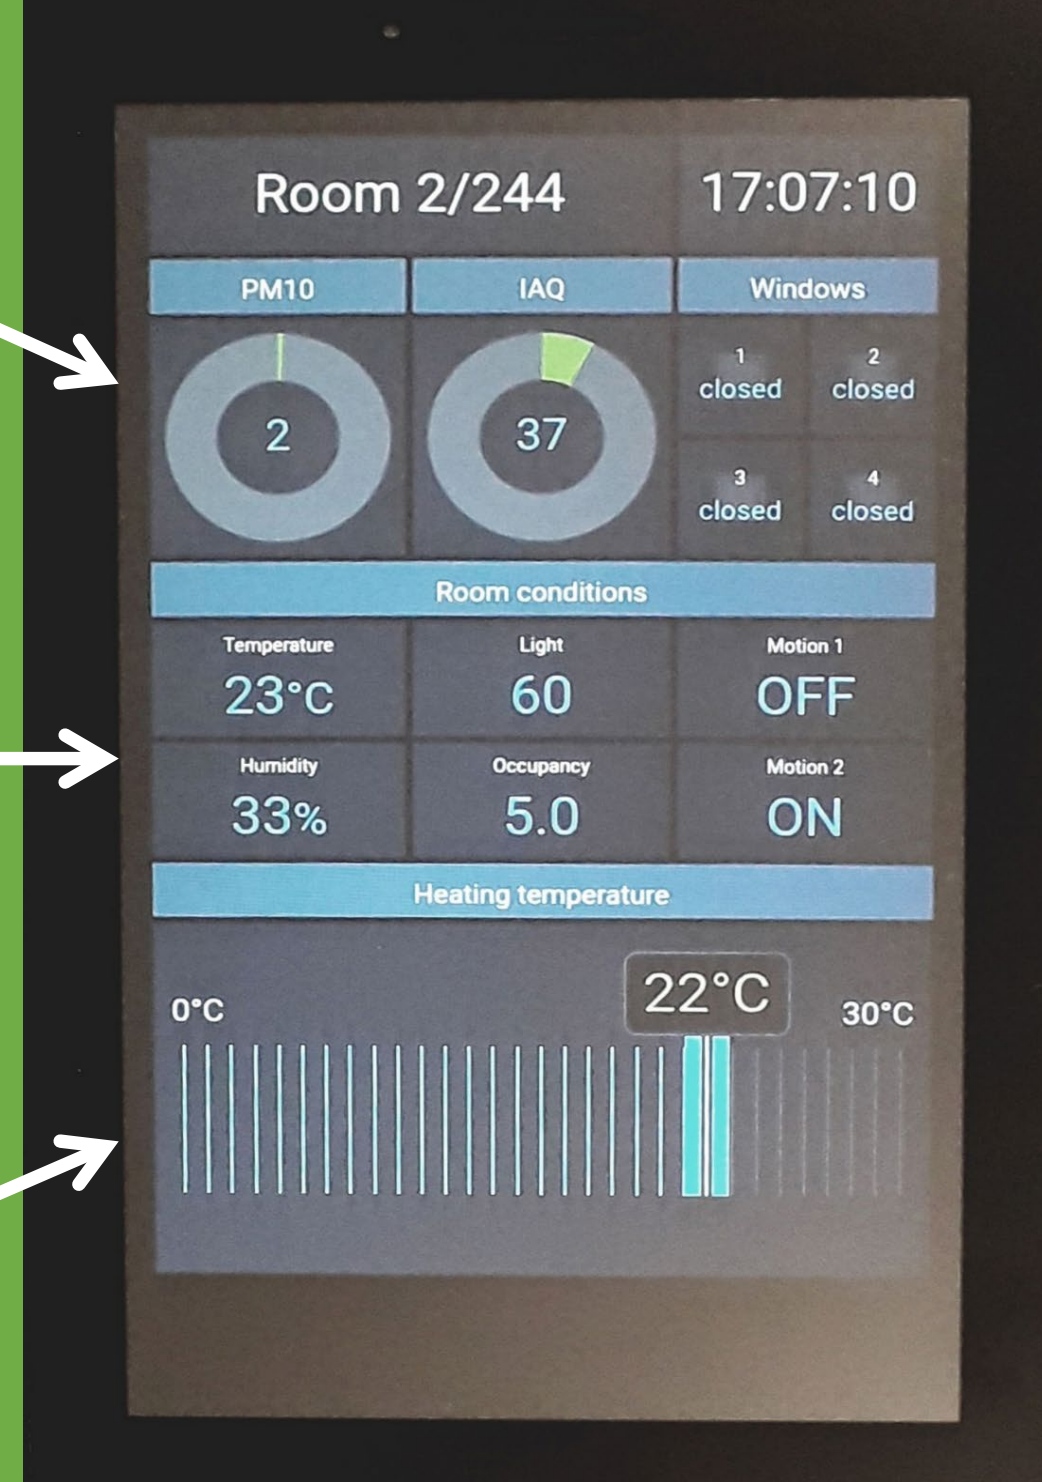 Room 2/244 17:07:10
PM10 IAQ Windows
2
37
1 2
closed closed
3 4
closed closed
Room conditions
Temperature Light Motion 1
23°C 60 OFF
Humidity Occupancy Motion 2
33% 5.0 ON
Heating temperature
22°C
0°C 30°C